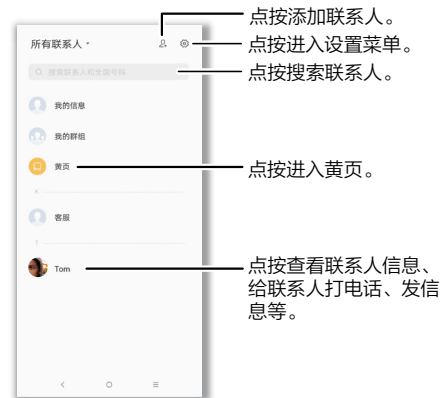 点按添加联系人。
所有联系人
点按进入设置菜单。
搜索联系人和全国号码
点按搜索联系人。
我的信息
我的群组
黄页
点按进入黄页。
K
客服
T
Tom
点按查看联系人信息、
给联系人打电话、发信
息等。